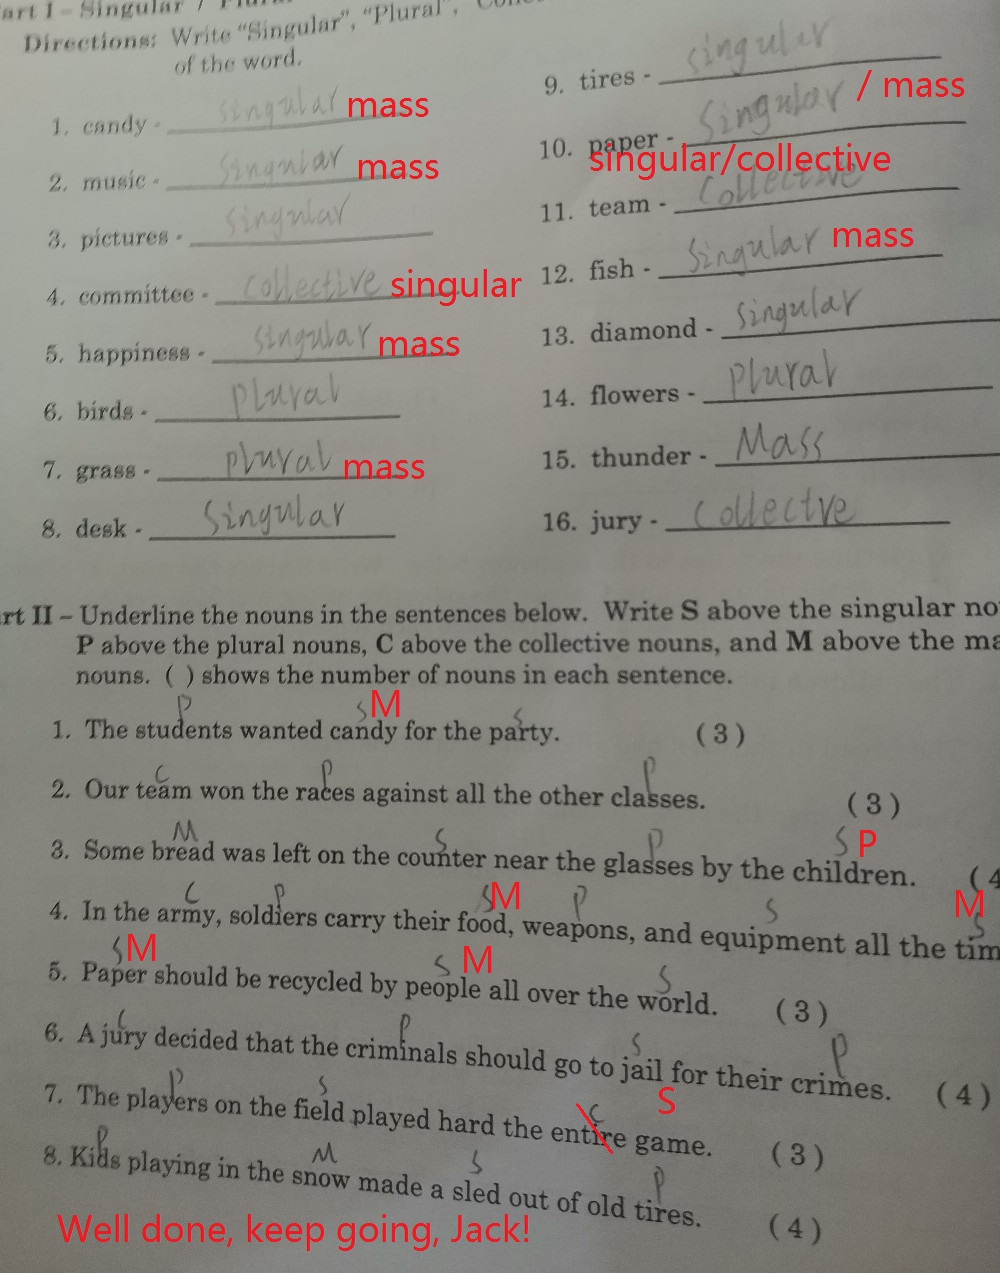 Part I – Singular / Plural
Directions: Write “Singular”, “Plural”,
of the word.
1. candy - singular mass
2. music - singular mass
3. pictures - singular
4. committee - collective singular
5. happiness - singular mass
6. birds - plural
7. grass - plural mass
8. desk - singular
9. tires - singular
10. paper - singular / mass
singular/collective
11. team - collective
12. fish - singular mass
13. diamond - singular
14. flowers - plural
15. thunder - Mass
16. jury - collectve
rt II – Underline the nouns in the sentences below. Write S above the singular no
P above the plural nouns, C above the collective nouns, and M above the ma
nouns. ( ) shows the number of nouns in each sentence.
P S M S
1. The students wanted candy for the party. (3)
C P P
2. Our team won the races against all the other classes. (3)
M S P S P
3. Some bread was left on the counter near the glasses by the children. (4
C P S M P S M S
4. In the army, soldiers carry their food, weapons, and equipment all the tim
S M S M S
5. Paper should be recycled by people all over the world. (3)
C P S P
6. A jury decided that the criminals should go to jail for their crimes. (4)
P S C S
7. The players on the field played hard the entire game. (3)
P M S P
8. Kids playing in the snow made a sled out of old tires. (4)
Well done, keep going, Jack!